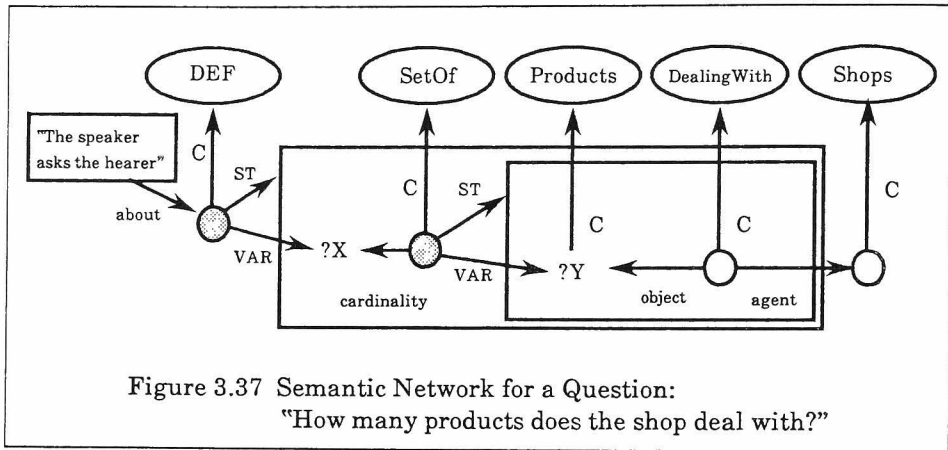 DEF
SetOf
Products
DealingWith
Shops
"The speaker
asks the hearer"
C
ST
about
VAR
?X
cardinality
C
ST
VAR
?Y
C
object
C
agent
C
Figure 3.37 Semantic Network for a Question:
"How many products does the shop deal with?"